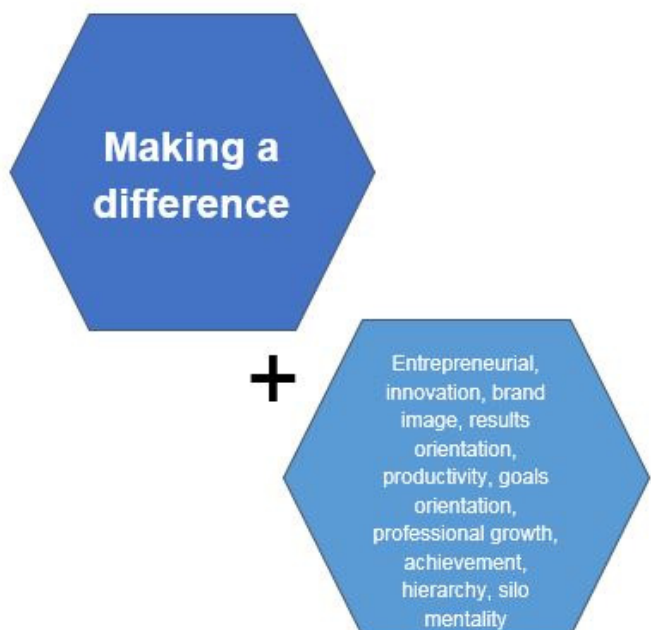 Making a
difference
+
Entrepreneurial,
innovation, brand
image, results
orientation,
productivity, goals
orientation,
professional growth,
achievement,
hierarchy, silo
mentality